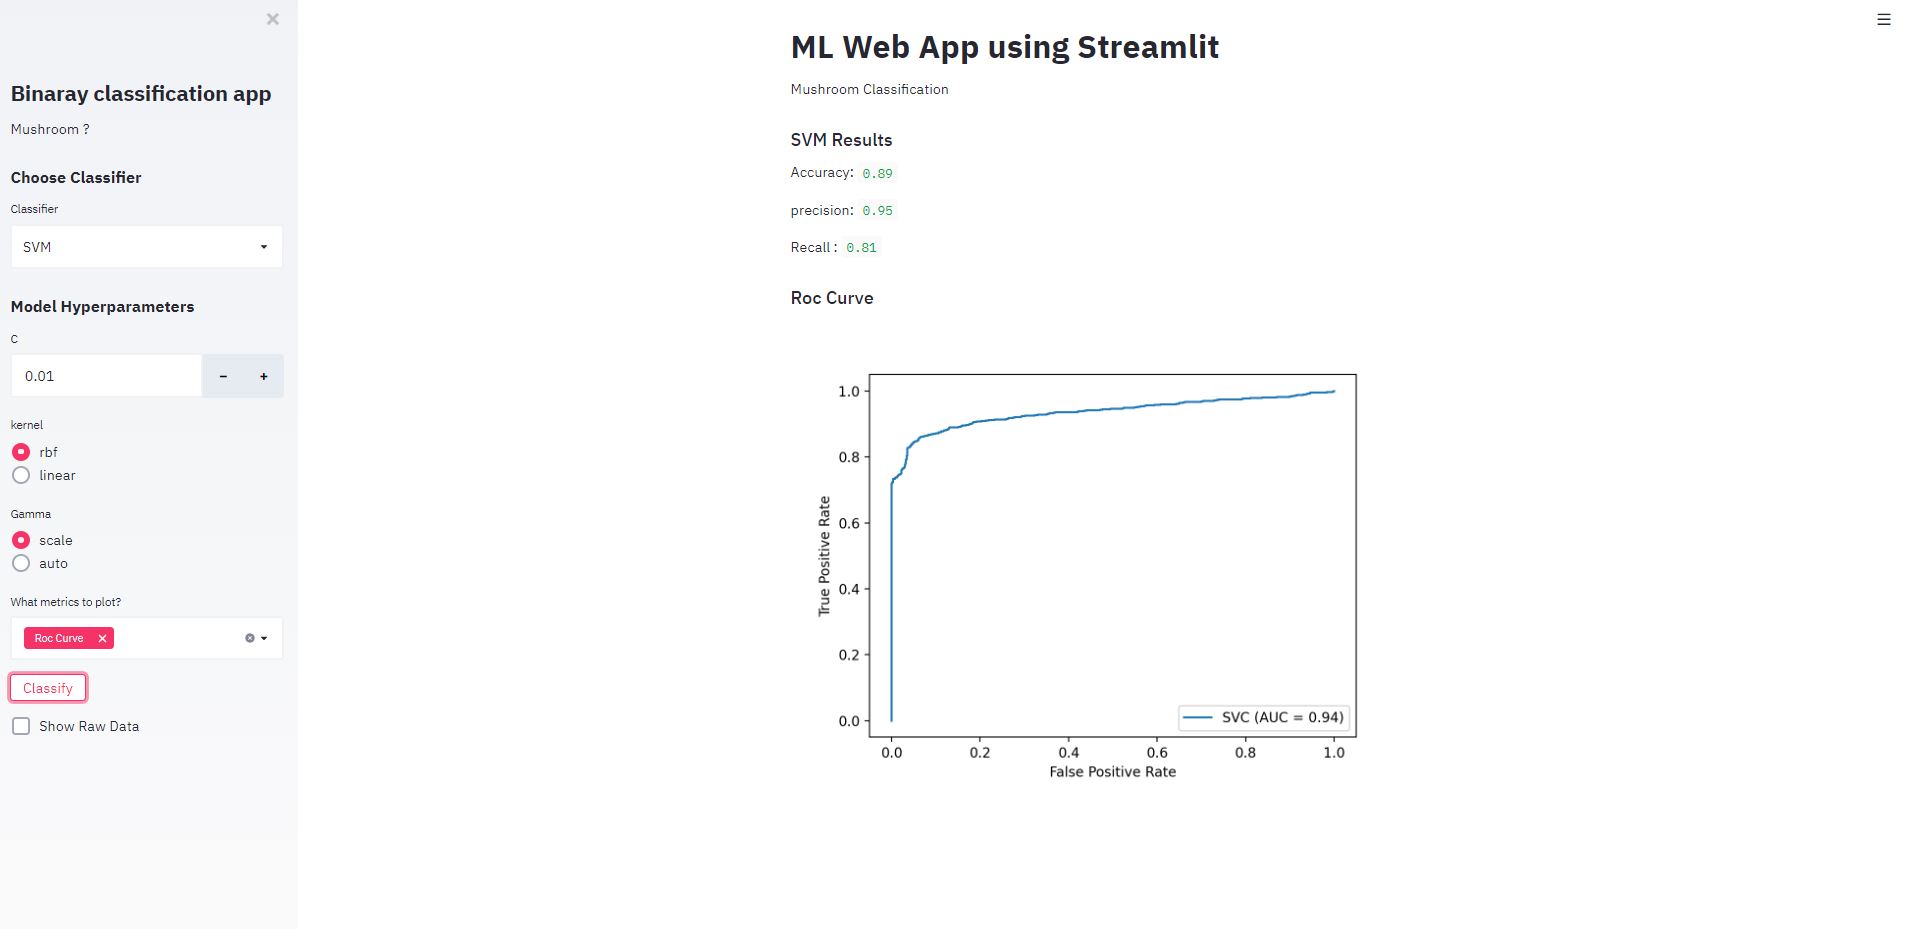 Binaray classification app
Mushroom ?
Choose Classifier
Classifier
SVM
Model Hyperparameters
C
0.01
− +
kernel
rbf
linear
Gamma
scale
auto
What metrics to plot?
Roc Curve
Classify
Show Raw Data
ML Web App using Streamlit
Mushroom Classification
SVM Results
Accuracy: 0.89
precision: 0.95
Recall : 0.81
Roc Curve
1.0
0.8
0.6
0.4
0.2
0.0
True Positive Rate
SVC (AUC = 0.94)
0.0 0.2 0.4 0.6 0.8 1.0
False Positive Rate